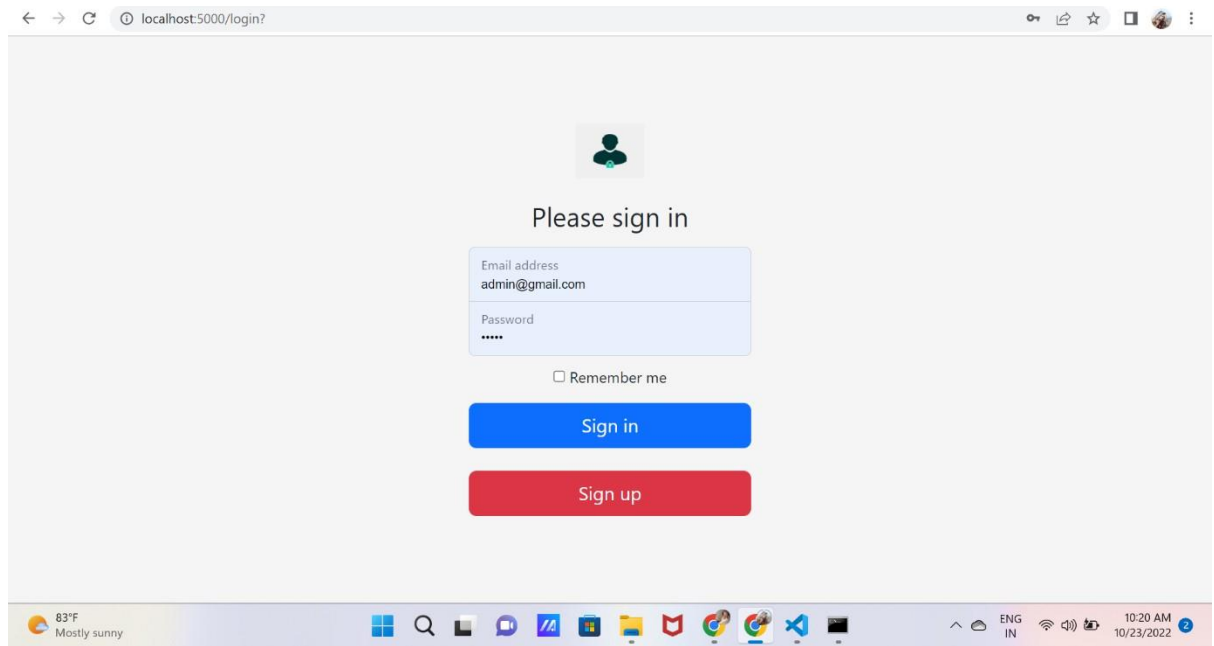 localhost:5000/login?
Please sign in
Email address
admin@gmail.com
Password
•••••
Remember me
Sign in
Sign up
83°F
Mostly sunny
ENG
IN
10:20 AM
10/23/2022
2